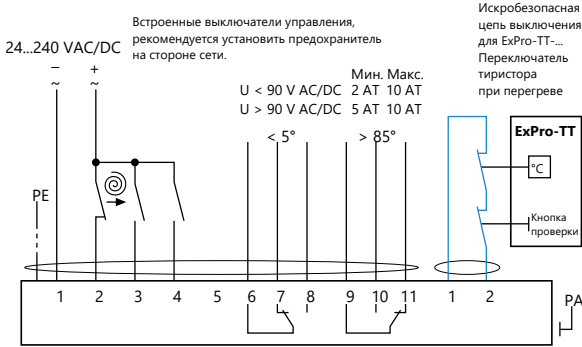 Встроенные выключатели управления,
рекомендуется установить предохранитель
на стороне сети.
24...240 VAC/DC
– +
~ ~
Мин. Макс.
U < 90 V AC/DC 2 AT 10 AT
U > 90 V AC/DC 5 AT 10 AT
< 5° > 85°
Искробезопасная
цепь выключения
для ExPro-TT-...
Переключатель
тиристора
при перегреве
ExPro-TT
°C
Кнопка
проверки
PE
1 2 3 4 5 6 7 8 9 10 11 1 2
PA